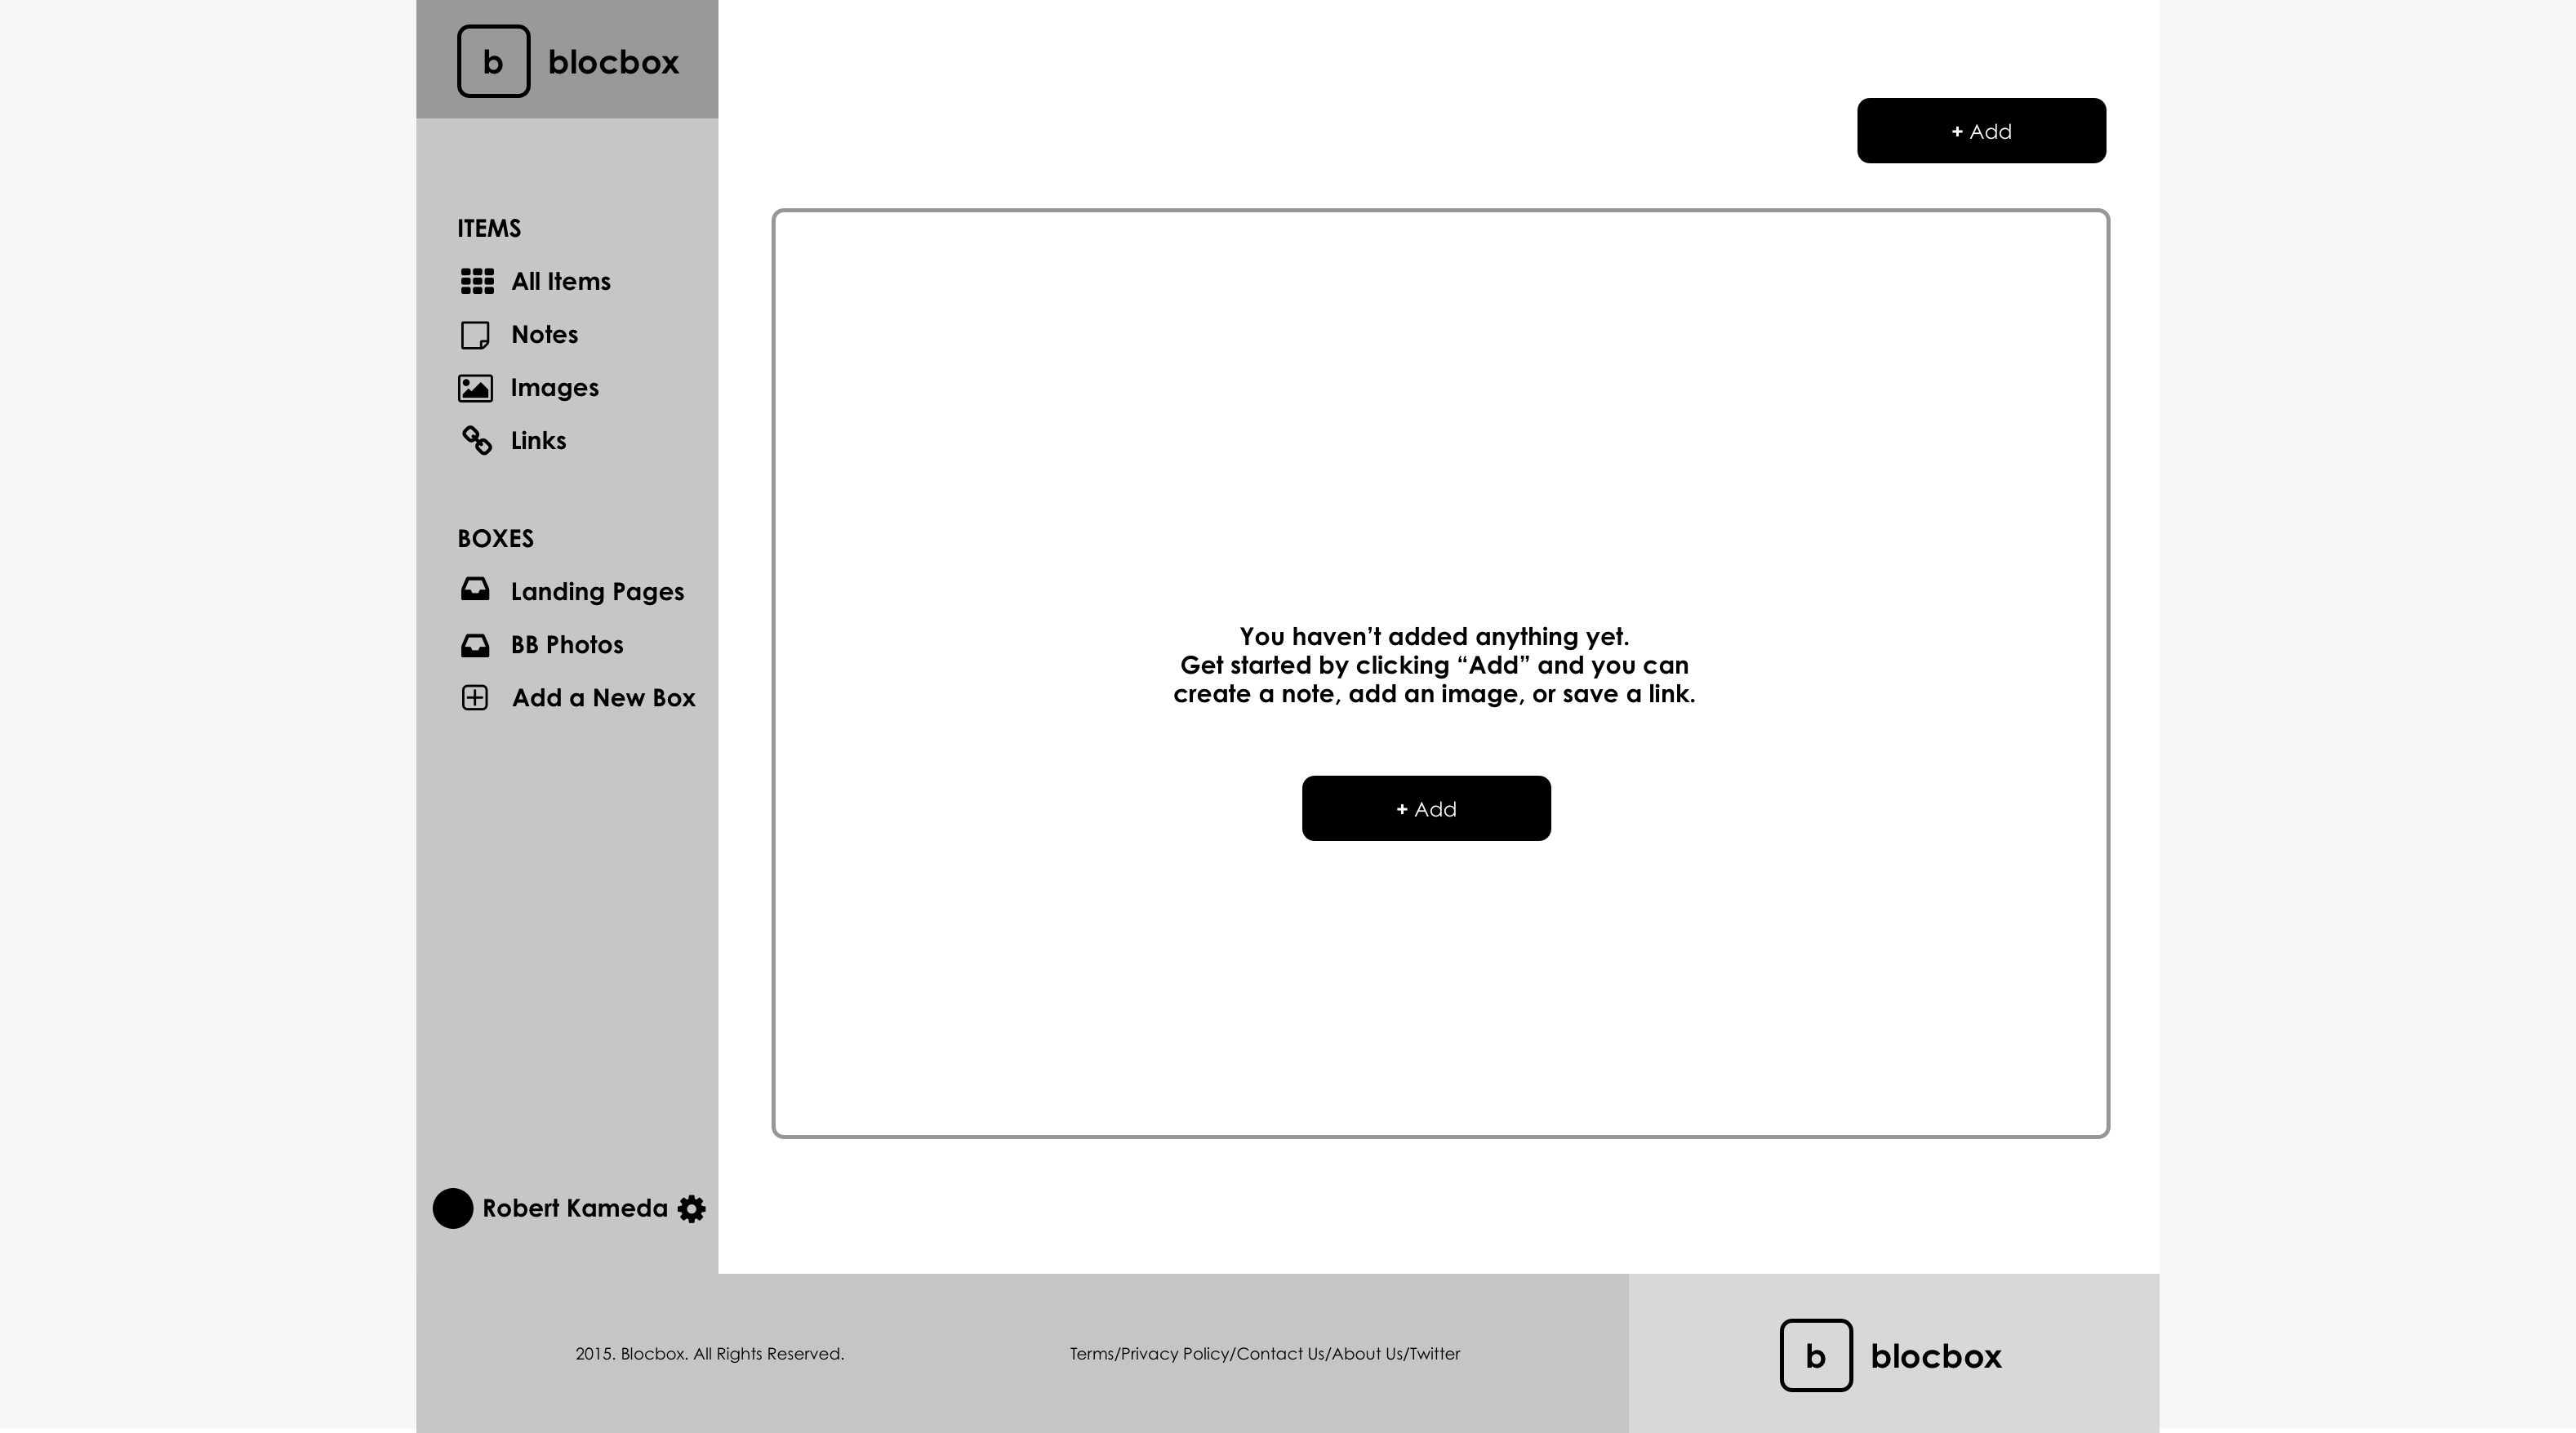 b blocbox
+ Add
ITEMS
All Items
Notes
Images
Links
BOXES
Landing Pages
BB Photos
Add a New Box
You haven’t added anything yet.
Get started by clicking “Add” and you can
create a note, add an image, or save a link.
+ Add
Robert Kameda
2015. Blocbox. All Rights Reserved.
Terms/Privacy Policy/Contact Us/About Us/Twitter
b blocbox